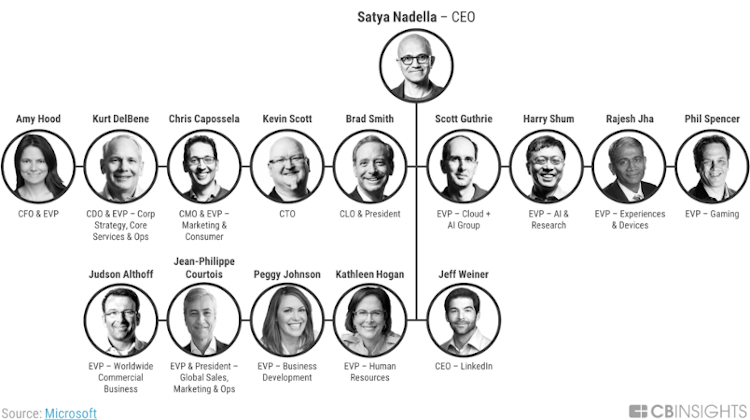 Satya Nadella – CEO
Amy Hood
Kurt DelBene
Chris Capossela
Kevin Scott
Brad Smith
Scott Guthrie
Harry Shum
Rajesh Jha
Phil Spencer
CFO & EVP
CDO & EVP – Corp
Strategy, Core
Services & Ops
CMO & EVP –
Marketing &
Consumer
CTO
CLO & President
EVP – Cloud +
AI Group
EVP – AI &
Research
EVP – Experiences
& Devices
EVP – Gaming
Judson Althoff
Jean-Philippe
Courtois
Peggy Johnson
Kathleen Hogan
Jeff Weiner
EVP – Worldwide
Commercial
Business
EVP & President –
Global Sales,
Marketing & Ops
EVP – Business
Development
EVP – Human
Resources
CEO – LinkedIn
Source: Microsoft
CBINSIGHTS